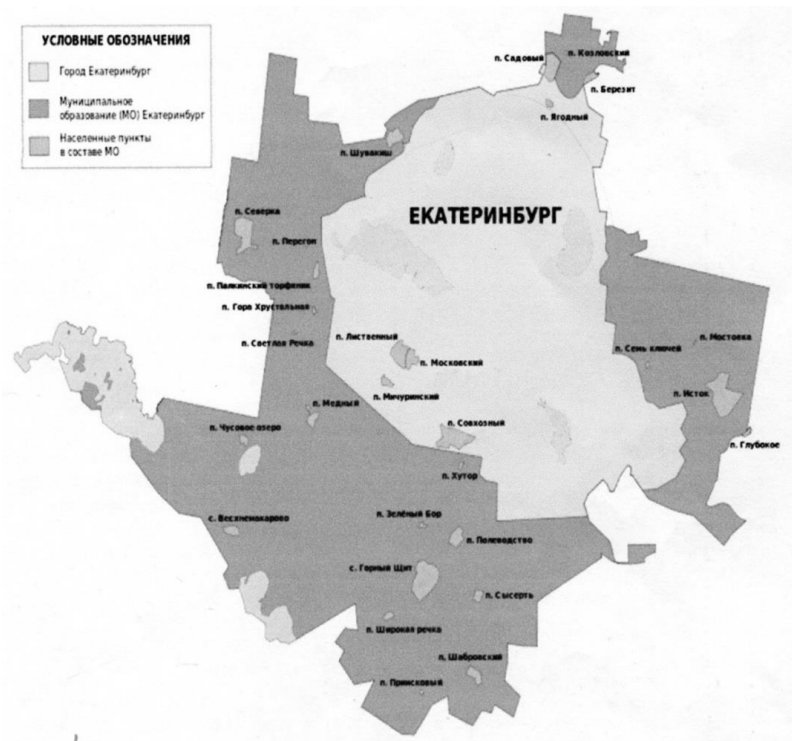 УСЛОВНЫЕ ОБОЗНАЧЕНИЯ
Город Екатеринбург
Муниципальное
образование (МО) Екатеринбург
Населенные пункты
в составе МО
п. Садовый
п. Козловский
п. Березит
п. Ягодный
п. Шувакиш
ЕКАТЕРИНБУРГ
п. Северка
п. Перегон
п. Палкинский торфяник
п. Гора Хрустальная
п. Светлая Речка
п. Лиственный
п. Московский
п. Мичуринский
п. Семь ключей
п. Мостовка
п. Исток
п. Глубокое
п. Медный
п. Чусовое озеро
п. Совхозный
п. Хутор
с. Верхнемакарово
п. Зелёный Бор
п. Полеводство
с. Горный Щит
п. Сысерть
п. Широкая речка
п. Шабровский
п. Приисковый